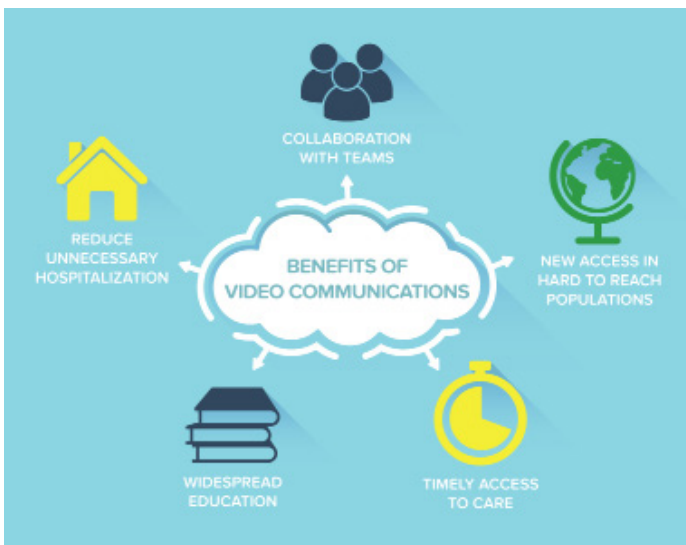 COLLABORATION
WITH TEAMS
REDUCE
UNNECESSARY
HOSPITALIZATION
BENEFITS OF
VIDEO COMMUNICATIONS
NEW ACCESS IN
HARD TO REACH
POPULATIONS
WIDESPREAD
EDUCATION
TIMELY ACCESS
TO CARE